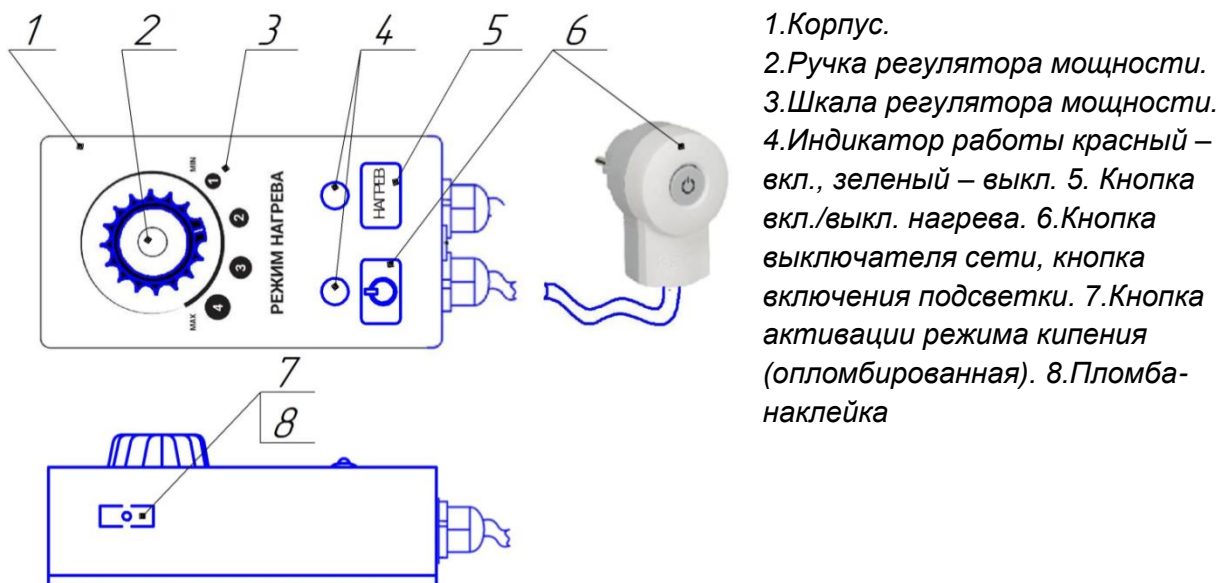 1 2 3 4 5 6
1.Корпус.
2.Ручка регулятора мощности.
3.Шкала регулятора мощности.
4.Индикатор работы красный –
вкл., зеленый – выкл. 5. Кнопка
вкл./выкл. нагрева. 6.Кнопка
выключателя сети, кнопка
включения подсветки. 7.Кнопка
активации режима кипения
(опломбированная). 8.Пломба-
наклейка
MIN
1
2
3
4
MAX
РЕЖИМ НАГРЕВА
НАГРЕВ
7
8